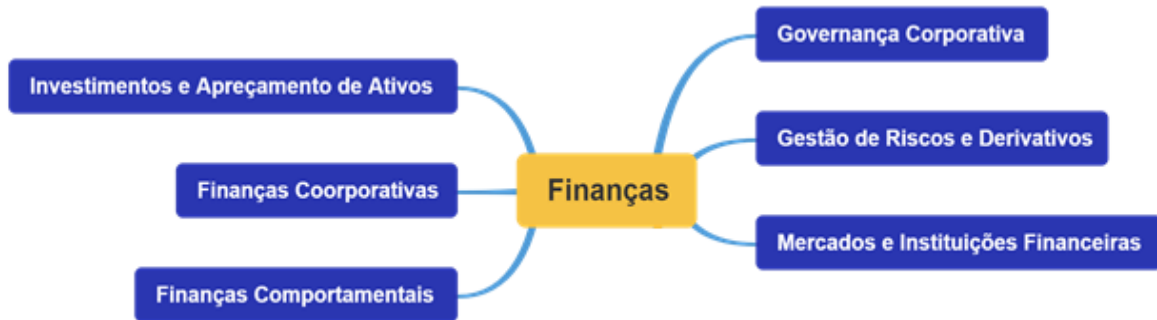 Governança Corporativa
Investimentos e Apreçamento de Ativos
Gestão de Riscos e Derivativos
Finanças
Finanças Coorporativas
Mercados e Instituições Financeiras
Finanças Comportamentais